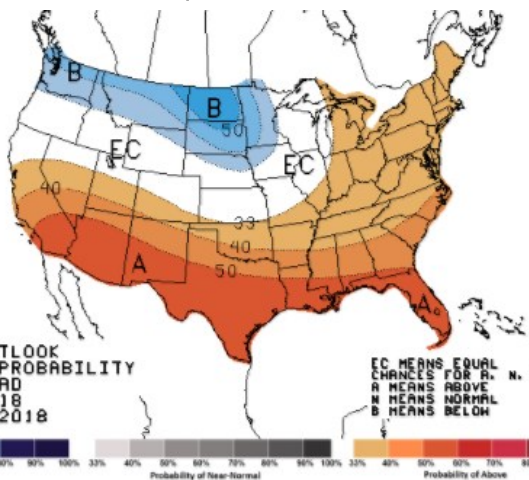 B
B
50
EC
EC
40
33
40
50
A
A
TLOOK
PROBABILITY
AD
18
2018
EC MEANS EQUAL
CHANCES FOR A, N,
A MEANS ABOVE
N MEANS NORMAL
B MEANS BELOW
90% 100% 33% 40% 50% 60% 70% 80% 90% 100% 33% 40% 50% 60% 70%
Probability of Near-Normal Probability of Above